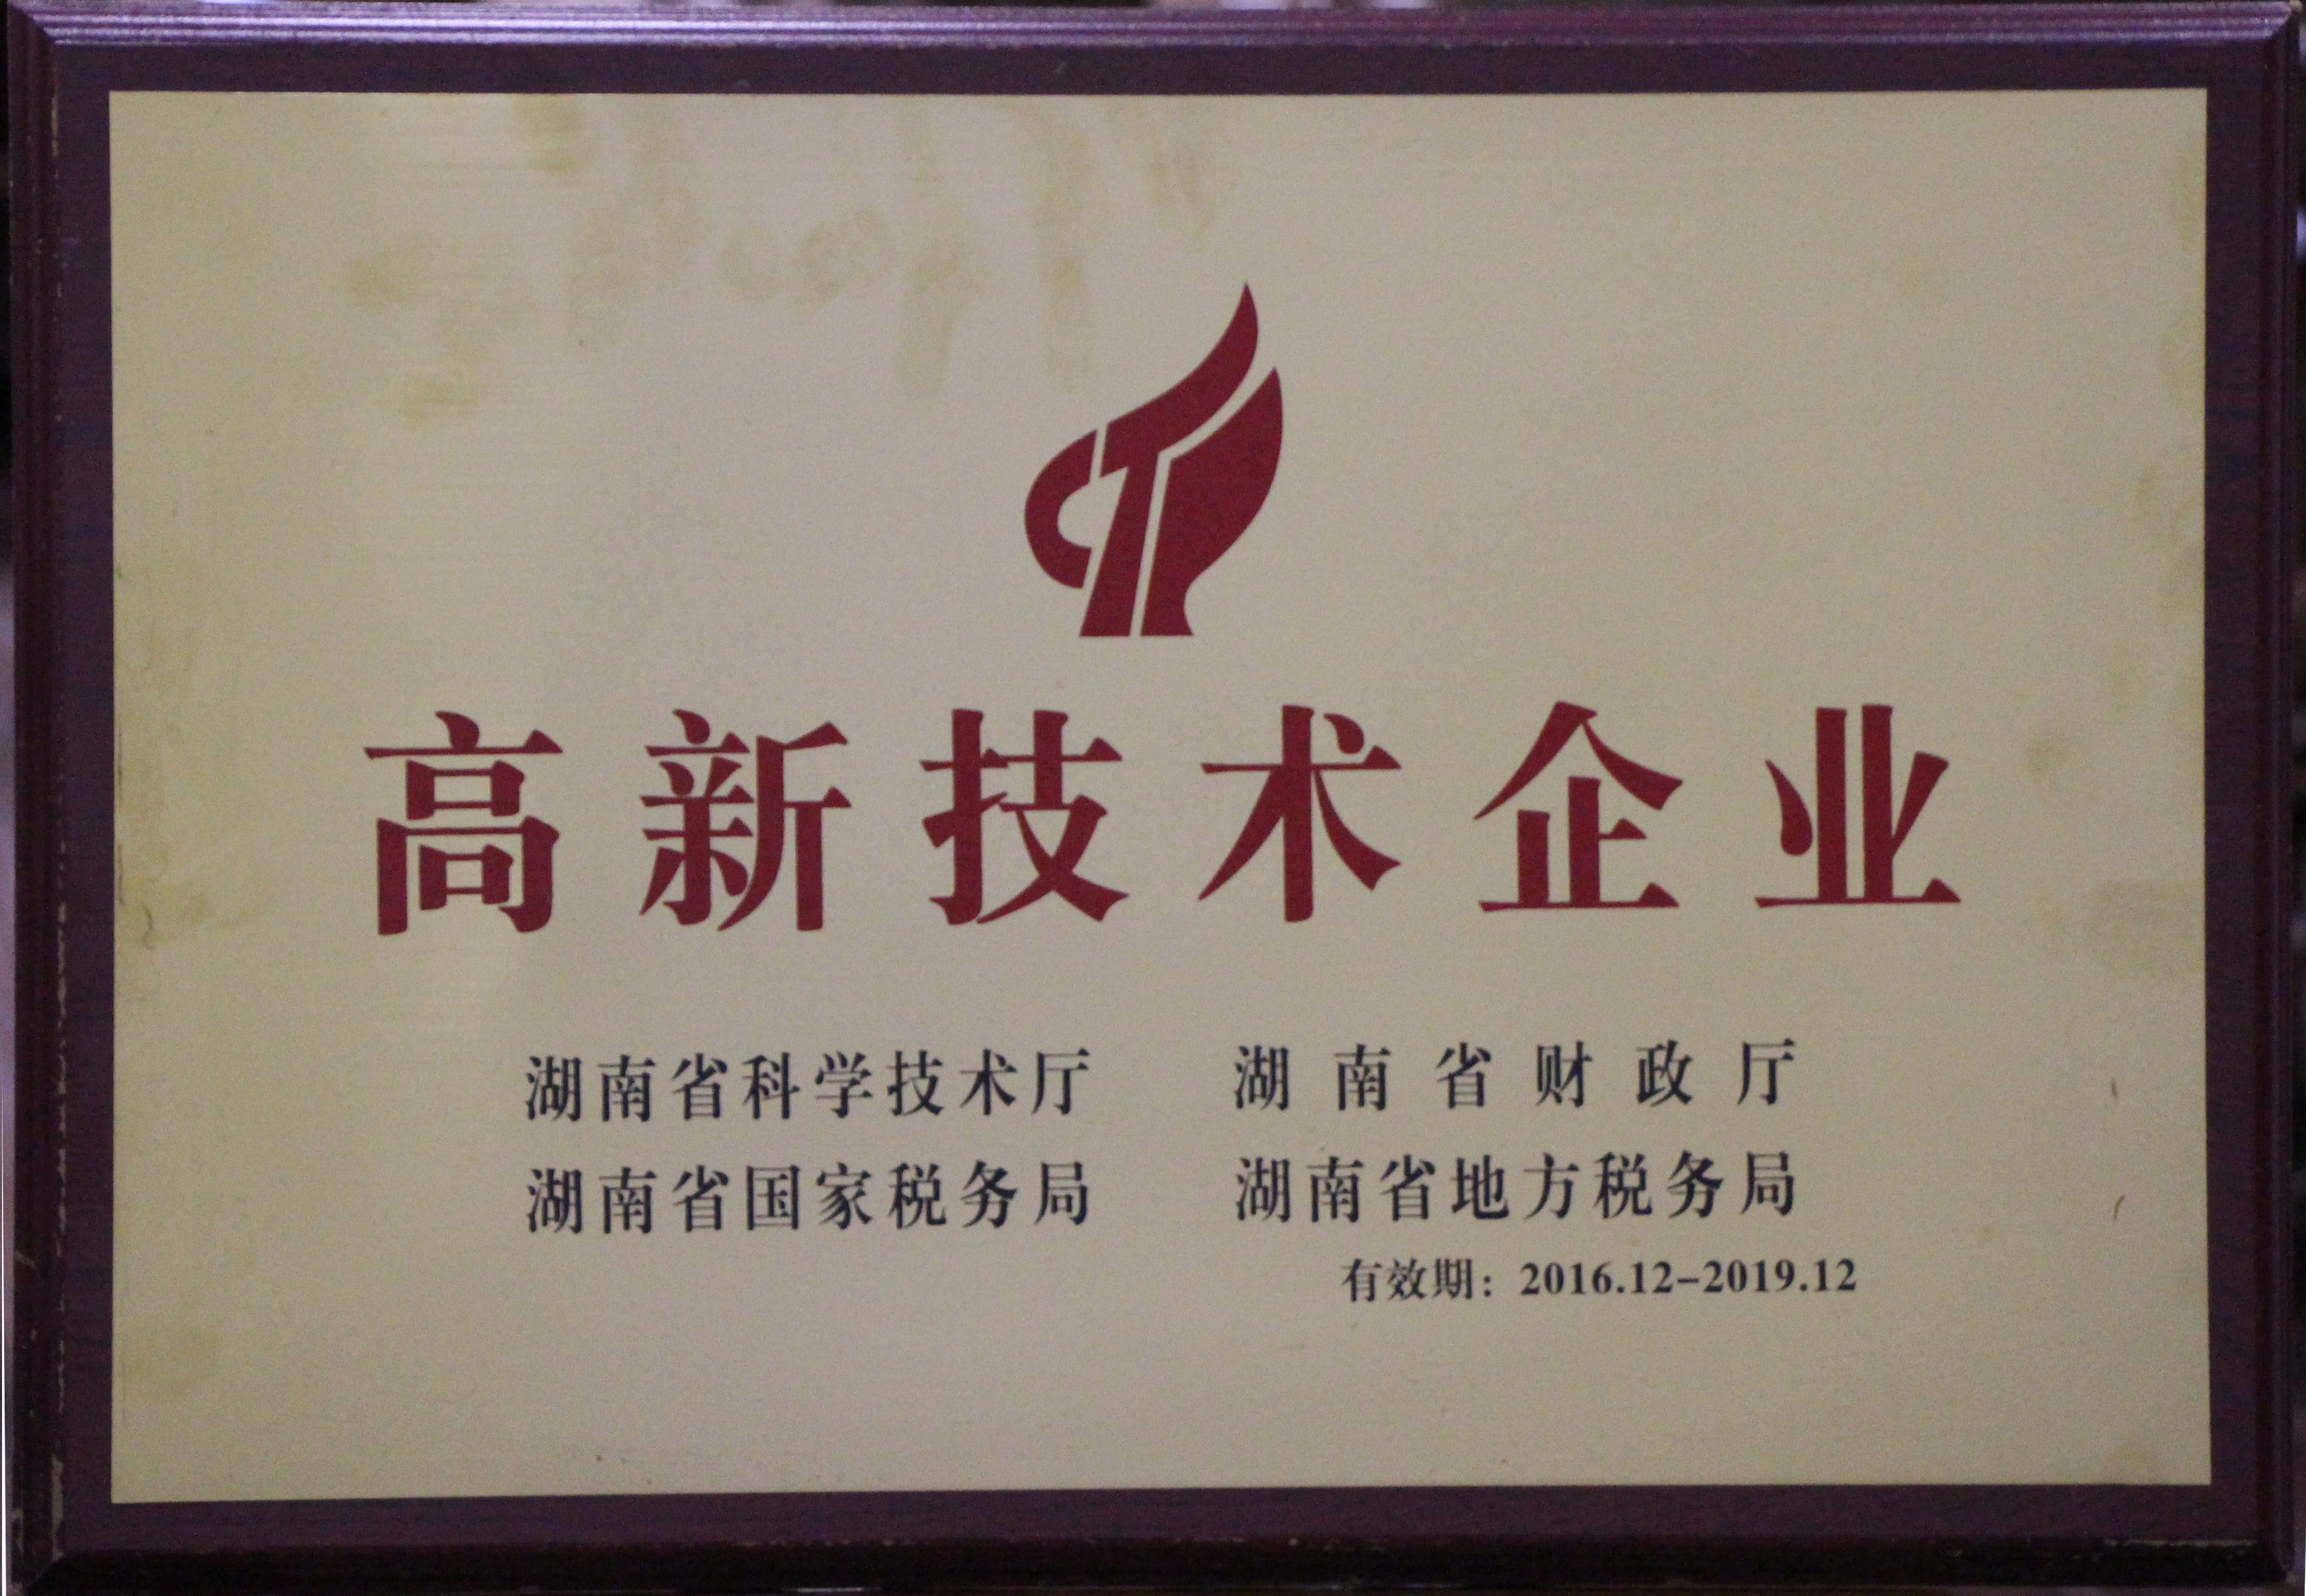 高新技术企业
湖南省科学技术厅 湖南省财政厅
湖南省国家税务局 湖南省地方税务局
有效期：2016.12-2019.12